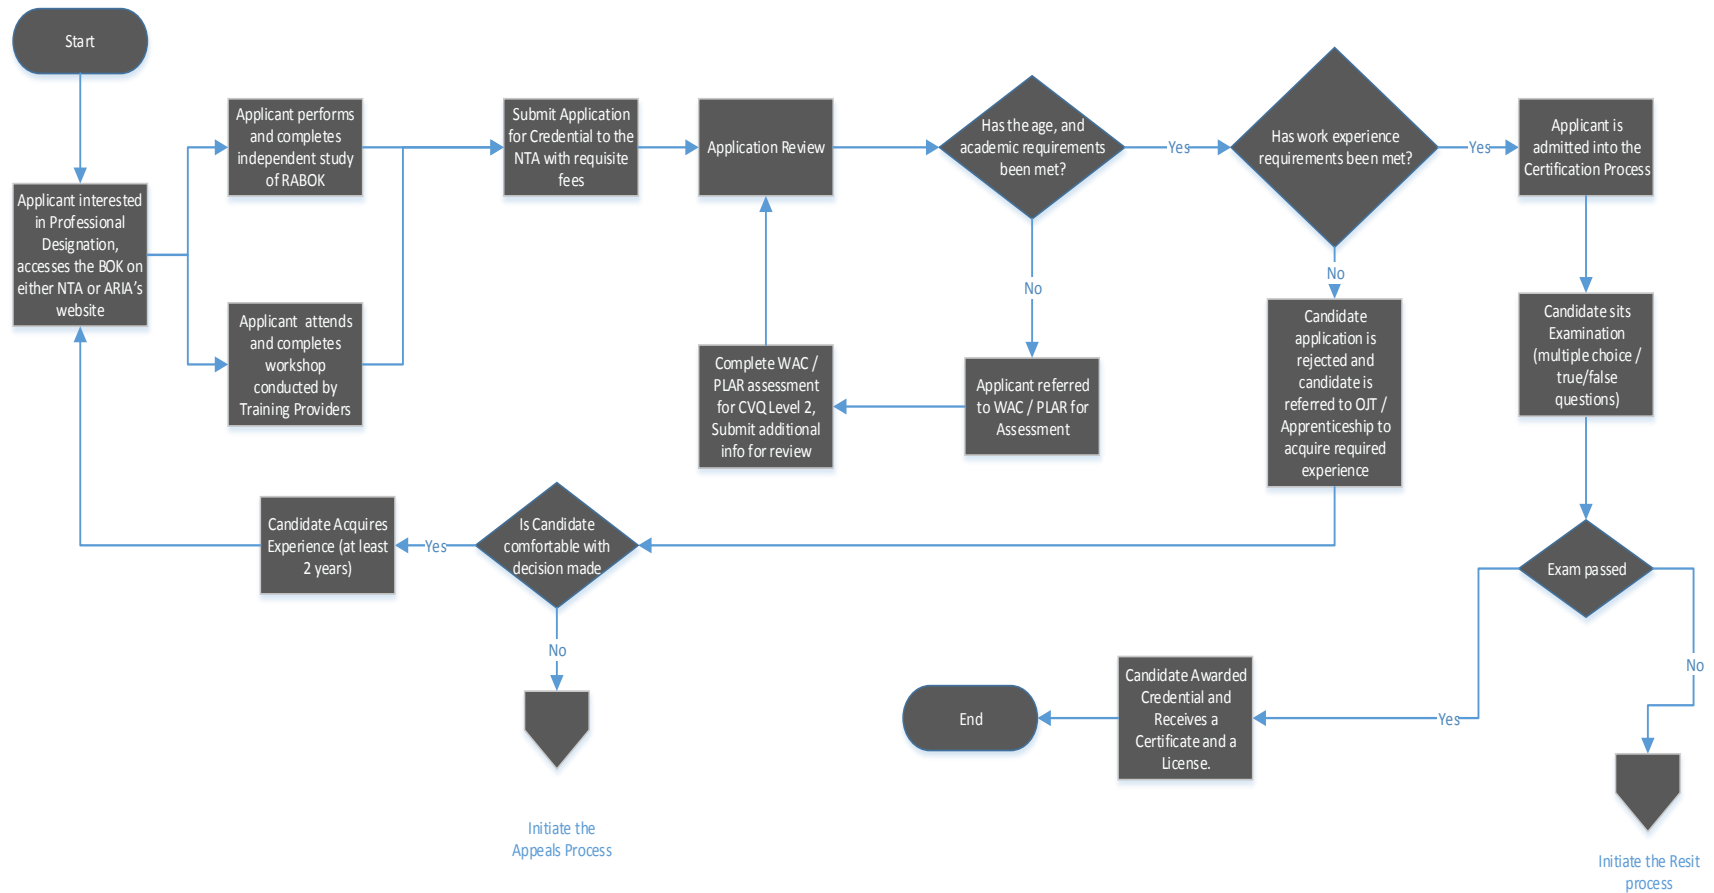 Start
Applicant interested
in Professional
Designation,
accesses the BOK on
either NTA or ARIA's
website
Applicant performs
and completes
independent study
of RABOK
Applicant attends
and completes
workshop
conducted by
Training Providers
Submit Application
for Credential to the
NTA with requisite
fees
Application Review
Has the age, and
academic requirements
been met?
Yes
No
Applicant referred
to WAC / PLAR for
Assessment
Complete WAC /
PLAR assessment
for CVQ Level 2,
Submit additional
info for review
Has work experience
requirements been met?
Yes
No
Candidate
application is
rejected and
candidate is
referred to OJT /
Apprenticeship to
acquire required
experience
Is Candidate
comfortable with
decision made
Yes
Candidate Acquires
Experience (at least
2 years)
No
Initiate the
Appeals Process
Applicant is
admitted into the
Certification Process
Candidate sits
Examination
(multiple choice /
true/false
questions)
Exam passed
Yes
Candidate Awarded
Credential and
Receives a
Certificate and a
License.
End
No
Initiate the Resit
process